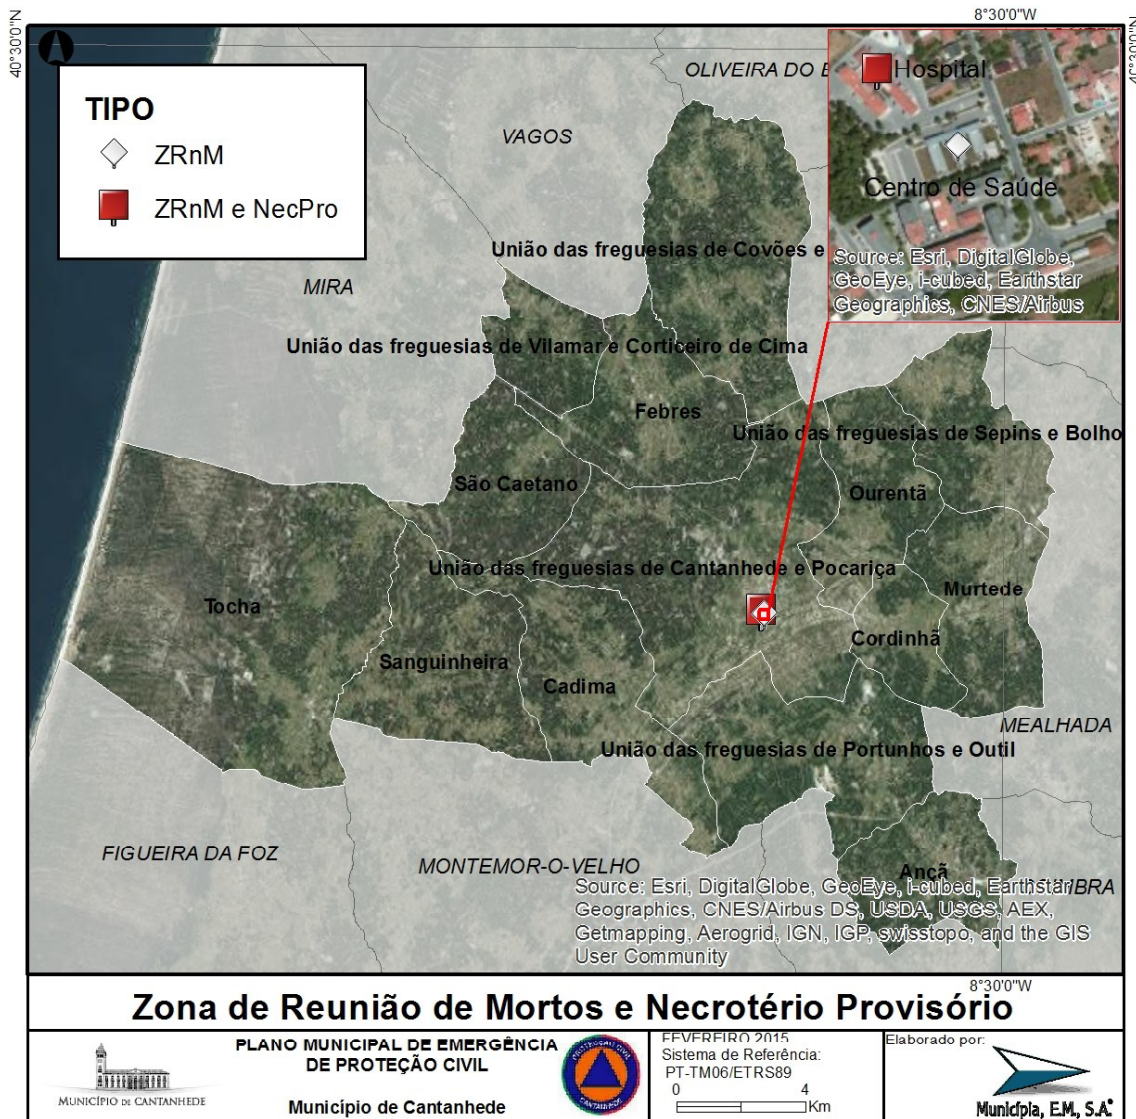 8°30'0"W
40°30'0"N
40°30'0"N
TIPO
ZRnM
ZRnM e NecPro
Hospital
Centro de Saúde
Source: Esri, DigitalGlobe,
GeoEye, i-cubed, Earthstar
Geographics, CNES/Airbus
OLIVEIRA DO
VAGOS
MIRA
União das freguesias de Covões e
União das freguesias de Vilamar e Corticeiro de Cima
Febres
União das freguesias de Sepins e Bolho
São Caetano
Ourentã
União das freguesias de Cantanhede e Pocariça
Murtede
Tocha
Cordinhã
Sanguinheira
Cadima
MEALHADA
União das freguesias de Portunhos e Outil
FIGUEIRA DA FOZ
MONTEMOR-O-VELHO
Ançã
Source: Esri, DigitalGlobe, GeoEye, i-cubed, Earthstar
Geographics, CNES/Airbus DS, USDA, USGS, AEX,
Getmapping, Aerogrid, IGN, IGP, swisstopo, and the GIS
User Community
8°30'0"W
Zona de Reunião de Mortos e Necrotério Provisório
MUNICÍPIO DE CANTANHEDE
PLANO MUNICIPAL DE EMERGÊNCIA
DE PROTEÇÃO CIVIL
Município de Cantanhede
PROTECÇÃO CIVIL
CANTANHEDE
FEVEREIRO 2015
Sistema de Referência:
PT-TM06/ETRS89
0 4
Km
Elaborado por:
Municípia, E.M, S.A.